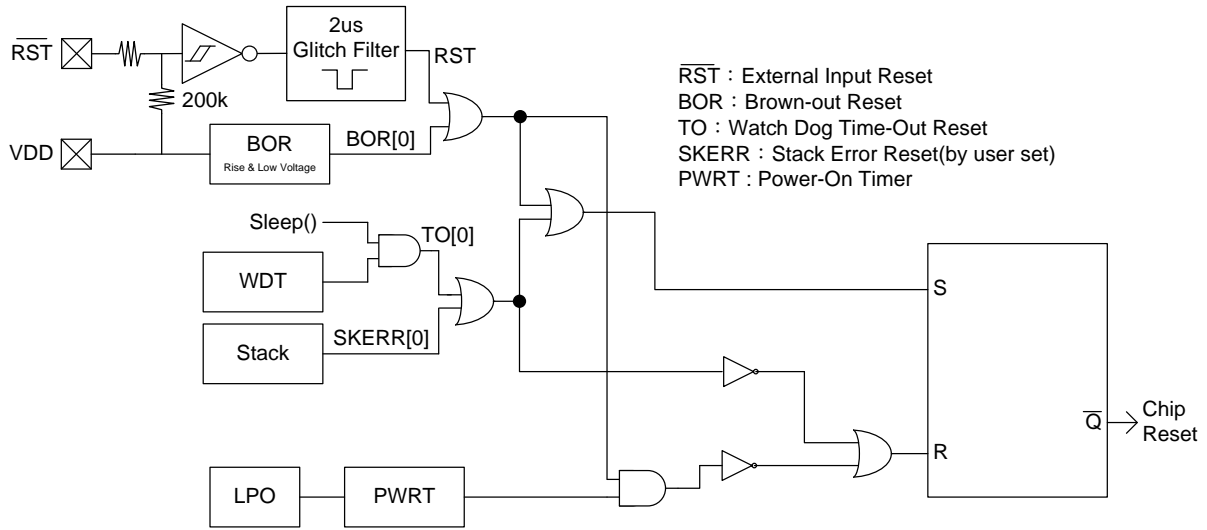 2us
Glitch Filter
RST
RST
200k
VDD
BOR
Rise & Low Voltage
BOR[0]
RST：External Input Reset
BOR：Brown-out Reset
TO：Watch Dog Time-Out Reset
SKERR：Stack Error Reset(by user set)
PWRT : Power-On Timer
Sleep()
TO[0]
WDT
Stack
SKERR[0]
S
Q
R
Chip
Reset
LPO
PWRT